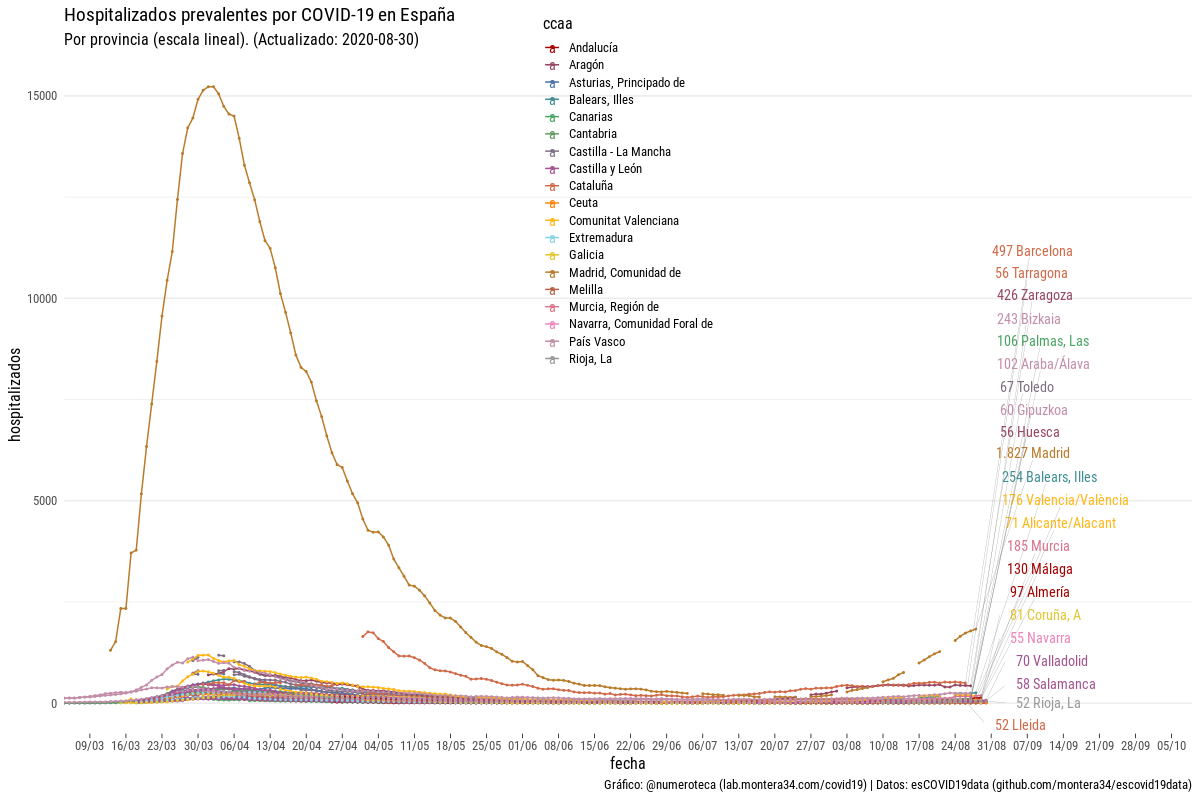 Hospitalizados prevalentes por COVID-19 en España
Por provincia (escala lineal). (Actualizado: 2020-08-30)
ccaa
Andalucía
Aragón
Asturias, Principado de
Balears, Illes
Canarias
Cantabria
Castilla - La Mancha
Castilla y León
Cataluña
Ceuta
Comunitat Valenciana
Extremadura
Galicia
Madrid, Comunidad de
Melilla
Murcia, Región de
Navarra, Comunidad Foral de
País Vasco
Rioja, La
hospitalizados
15000
10000
5000
0
497 Barcelona
56 Tarragona
426 Zaragoza
243 Bizkaia
106 Palmas, Las
102 Araba/Álava
67 Toledo
60 Gipuzkoa
56 Huesca
1.827 Madrid
254 Balears, Illes
176 Valencia/València
71 Alicante/Alacant
185 Murcia
130 Málaga
97 Almería
81 Coruña, A
55 Navarra
70 Valladolid
58 Salamanca
52 Rioja, La
52 Lleida
09/03 16/03 23/03 30/03 06/04 13/04 20/04 27/04 04/05 11/05 18/05 25/05 01/06 08/06 15/06 22/06 29/06 06/07 13/07 20/07 27/07 03/08 10/08 17/08 24/08 31/08 07/09 14/09 21/09 28/09 05/10
fecha
Gráfico: @numeroteca (lab.montera34.com/covid19) | Datos: esCOVID19data (github.com/montera34/escovid19data)